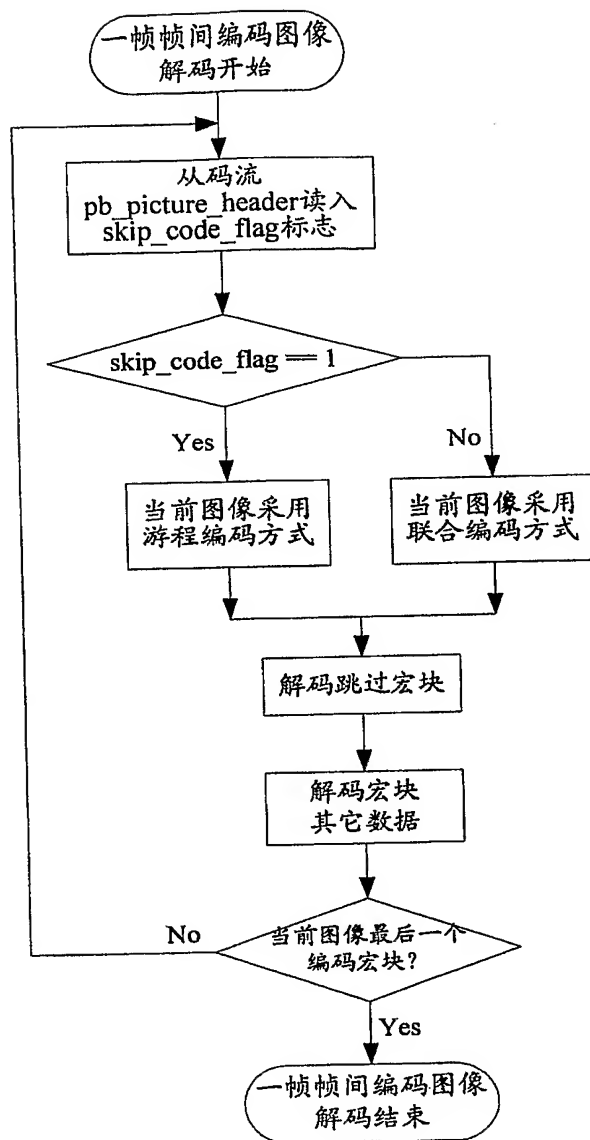 一帧帧间编码图像
解码开始
从码流
pb_picture_header读入
skip_code_flag标志
skip_code_flag == 1
Yes
No
当前图像采用
游程编码方式
当前图像采用
联合编码方式
解码跳过宏块
解码宏块
其它数据
No
当前图像最后一个
编码宏块?
Yes
一帧帧间编码图像
解码结束